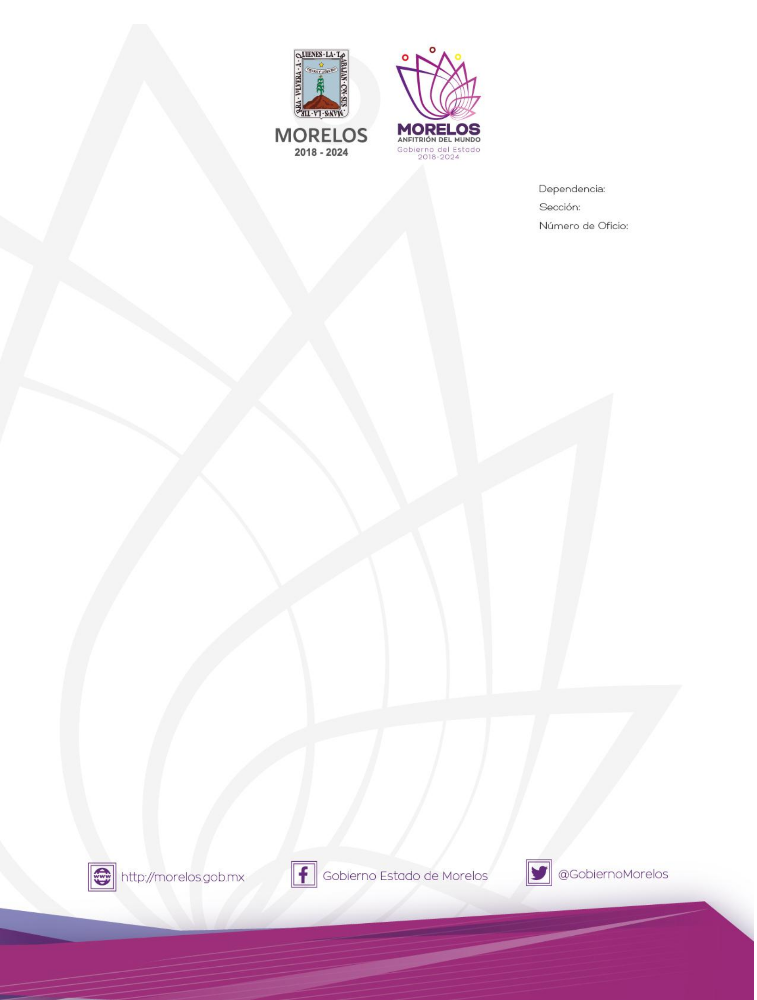 LA TIERRA VOLVERA A QUIENES LA TRABAJAN CON SUS MANOS
TIERRA Y LIBERTAD
MORELOS
2018 - 2024
MORELOS
ANFITRIÓN DEL MUNDO
Gobierno del Estado
2018-2024
Dependencia:
Sección:
Número de Oficio:
www
http://morelos.gob.mx
Gobierno Estado de Morelos
@GobiernoMorelos